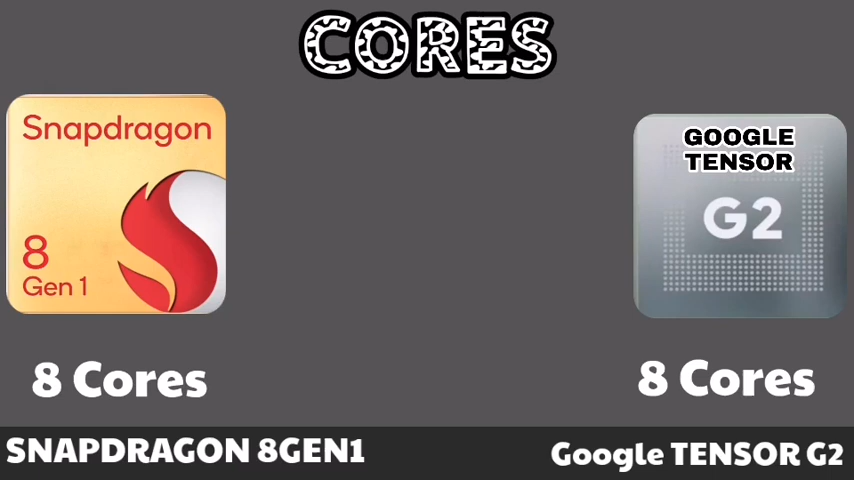 CORES
Snapdragon
8
Gen 1
GOOGLE
TENSOR
G2
8 Cores
8 Cores
SNAPDRAGON 8GEN1
Google TENSOR G2